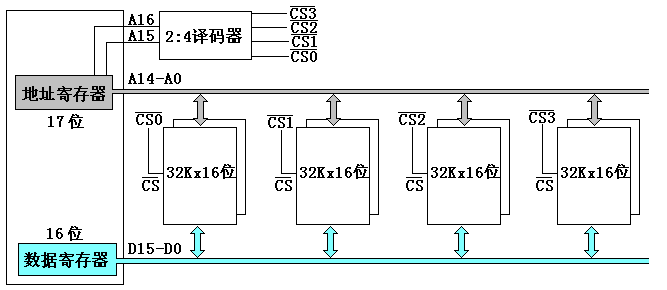 A16
A15
2:4译码器
CS3
CS2
CS1
CS0
地址寄存器
17位
A14-A0
CS0
CS
32Kx16位
CS1
CS
32Kx16位
CS2
CS
32Kx16位
CS3
CS
32Kx16位
16位
数据寄存器
D15-D0